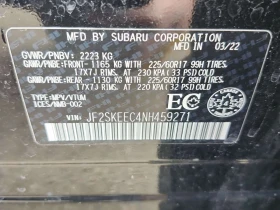 MFD BY SUBARU CORPORATION
MFD. IN 03/22
GVWR/PNBV: 2223 KG
GAWR/PNBE:FRONT-1165 KG WITH 225/60R17 99H TIRES
17X7J RIMS, AT 230 KPA (33 PSI) COLD
GAWR/PNBE:REAR-1130 KG WITH 225/60R17 99H TIRES
17X7J RIMS, AT 220 KPA (32 PSI) COLD
TYPE:MPV/VTUM
ICES/NMB-002
EC
VIN: JF2SKEEC4NH459271